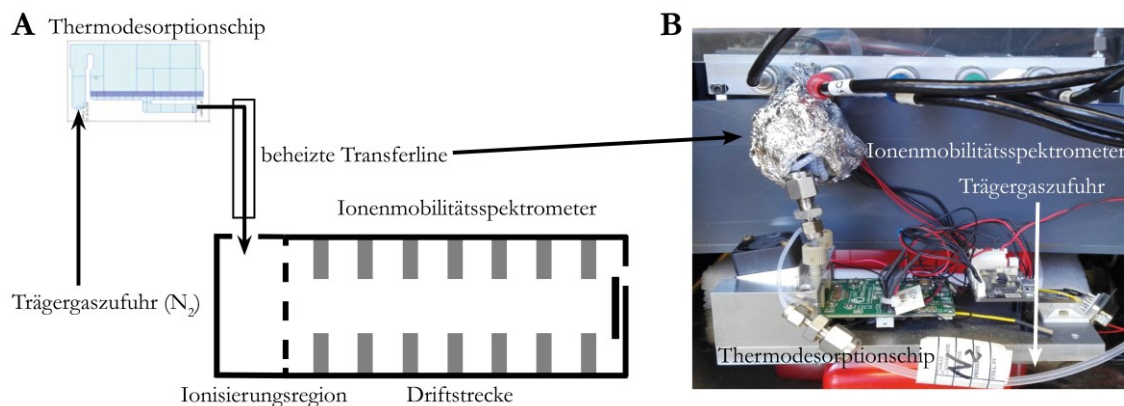 A
Thermodesorptionschip
beheizte Transferline
Ionenmobilitätsspektrometer
Trägergaszufuhr (N2)
Ionisierungsregion
Driftstrecke
B
Ionenmobilitätsspektrometer
Trägergaszufuhr
Thermodesorptionschip
N2